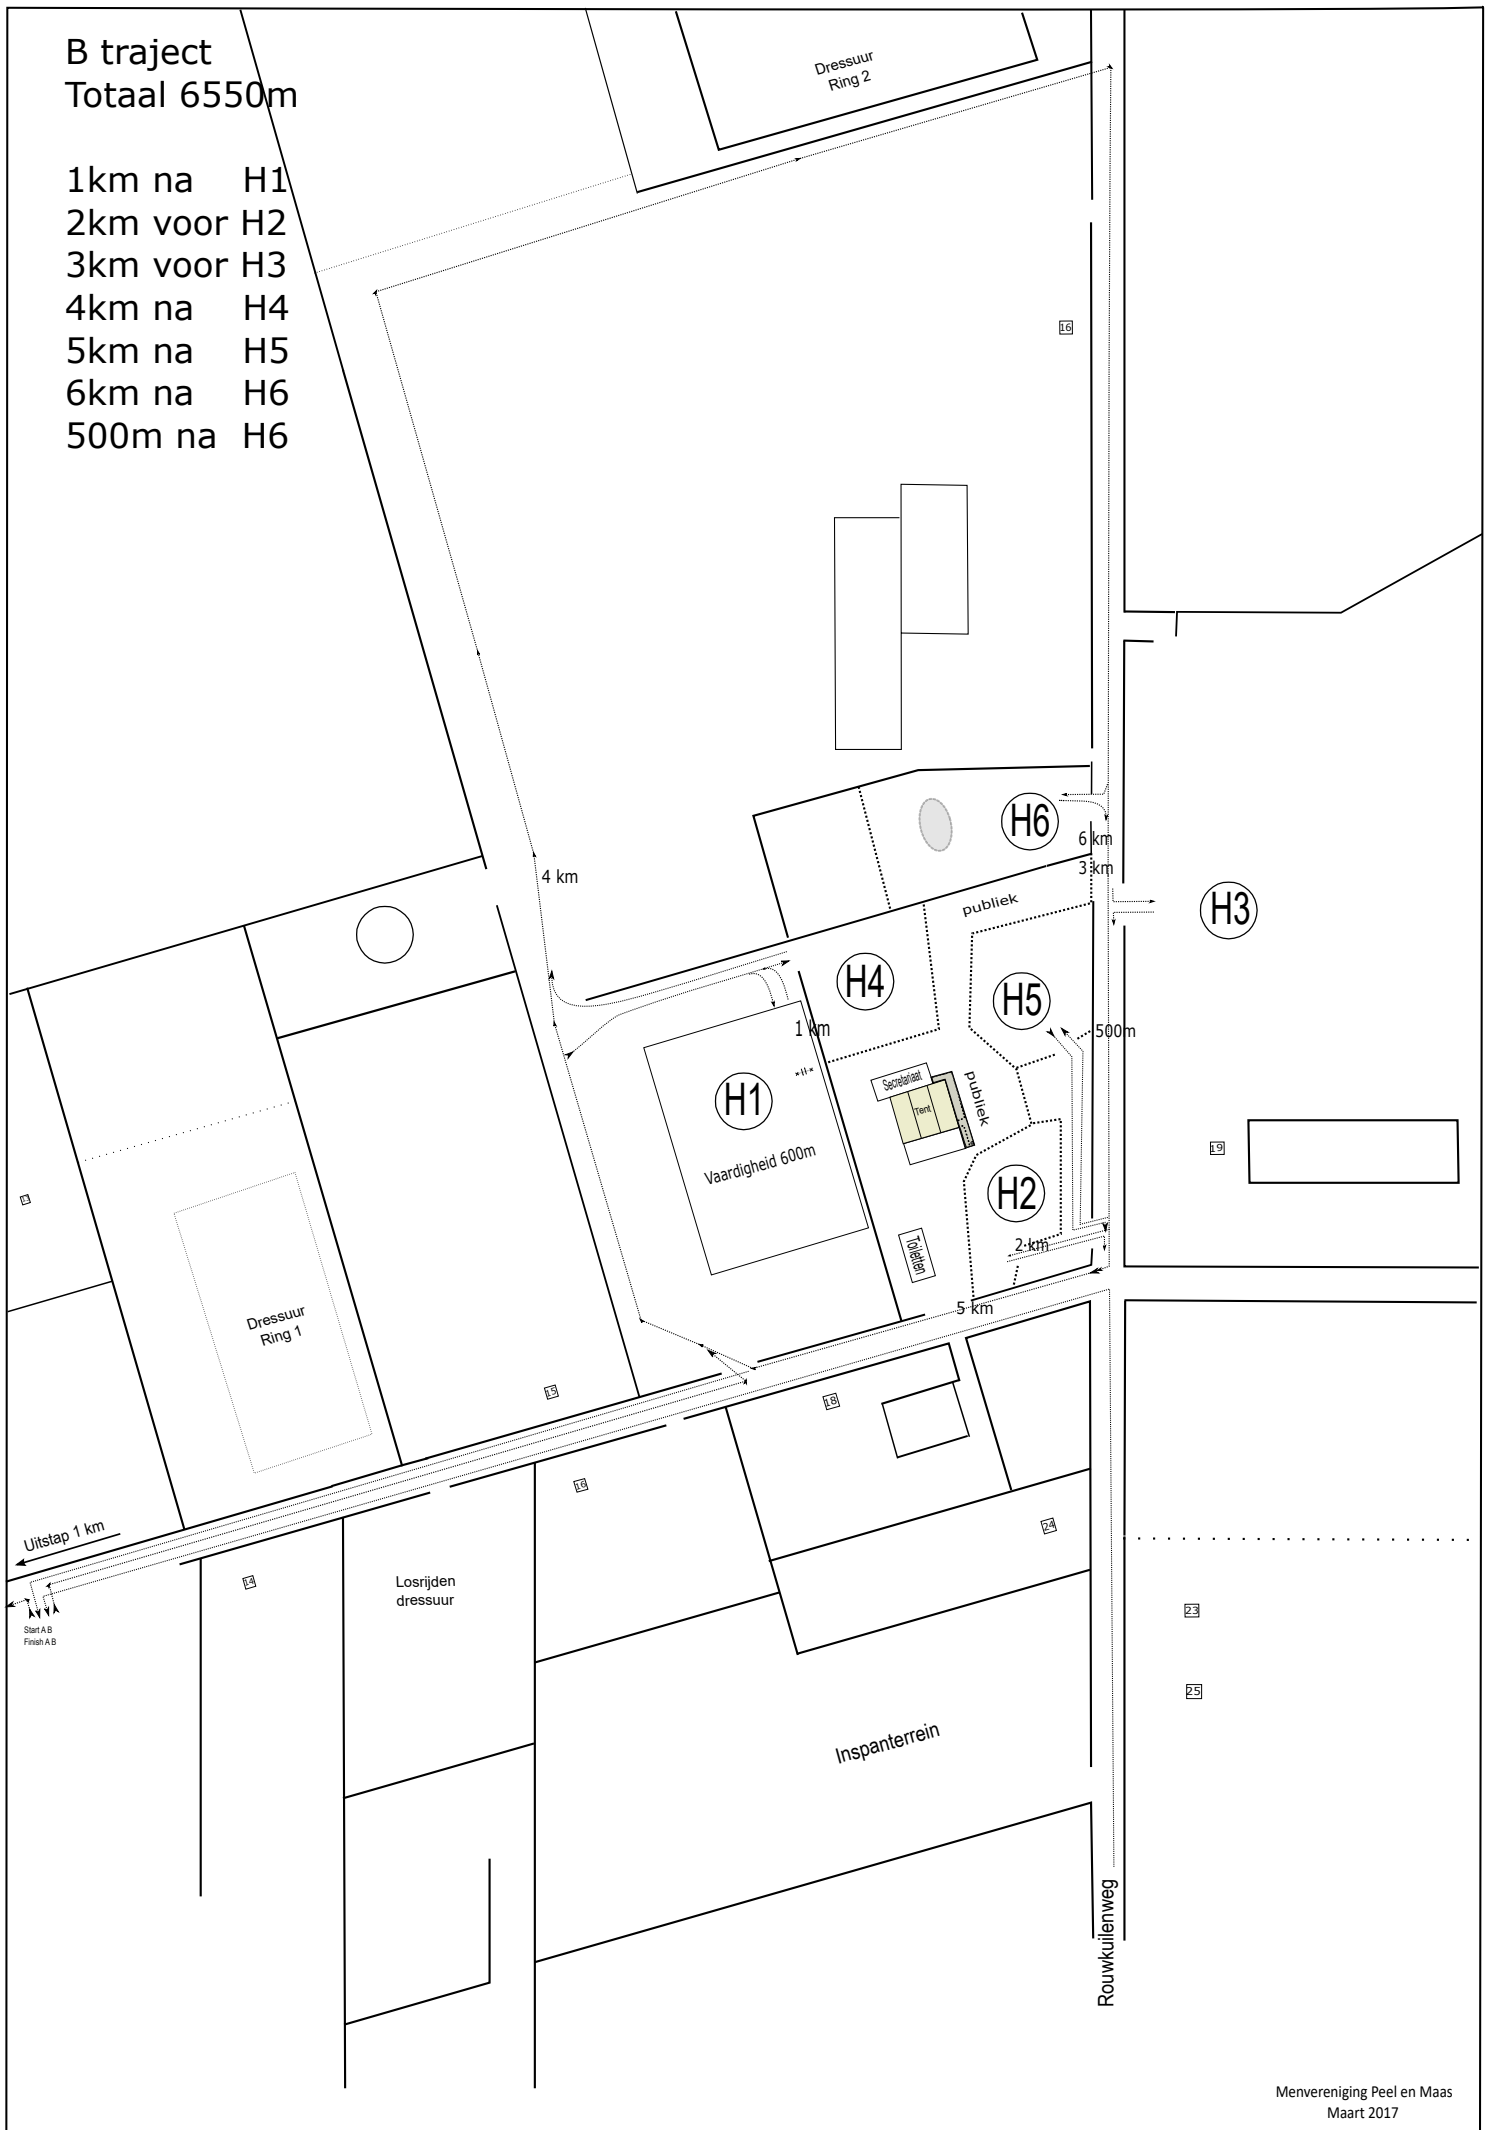 B traject
Totaal 6550m
1km na H1
2km voor H2
3km voor H3
4km na H4
5km na H5
6km na H6
500m na H6
Dressuur
Ring 2
16
H6
6 km
3 km
4 km
publiek
H3
H4
H5
1 km
500m
H1
Secretariaat
Tent
publiek
Vaardigheid 600m
19
H2
2 km
Toiletten
5 km
13
Dressuur
Ring 1
15
18
16
24
Uitstap 1 km
14
Losrijden
dressuur
Start A B
Finish A B
23
25
Inspanterrein
Rouwkuilenweg
Menvereniging Peel en Maas
Maart 2017